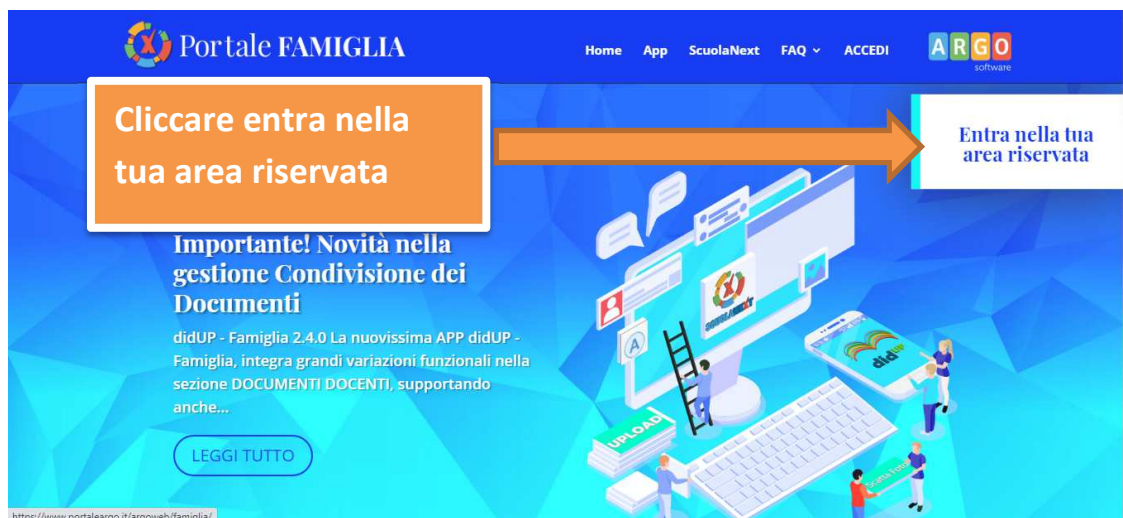 Portale FAMIGLIA
Home App ScuolaNext FAQ ACCEDI
ARGO
software
Cliccare entra nella
tua area riservata
Entra nella tua
area riservata
Importante! Novità nella
gestione Condivisione dei
Documenti
didUP - Famiglia 2.4.0 La nuovissima APP didUP -
Famiglia, integra grandi variazioni funzionali nella
sezione DOCUMENTI DOCENTI, supportando
anche...
LEGGI TUTTO
SCUOLANEXT
A
didUP
UPLOAD
Scatta Foto
https://www.portaleargo.it/argoweb/famiglia/